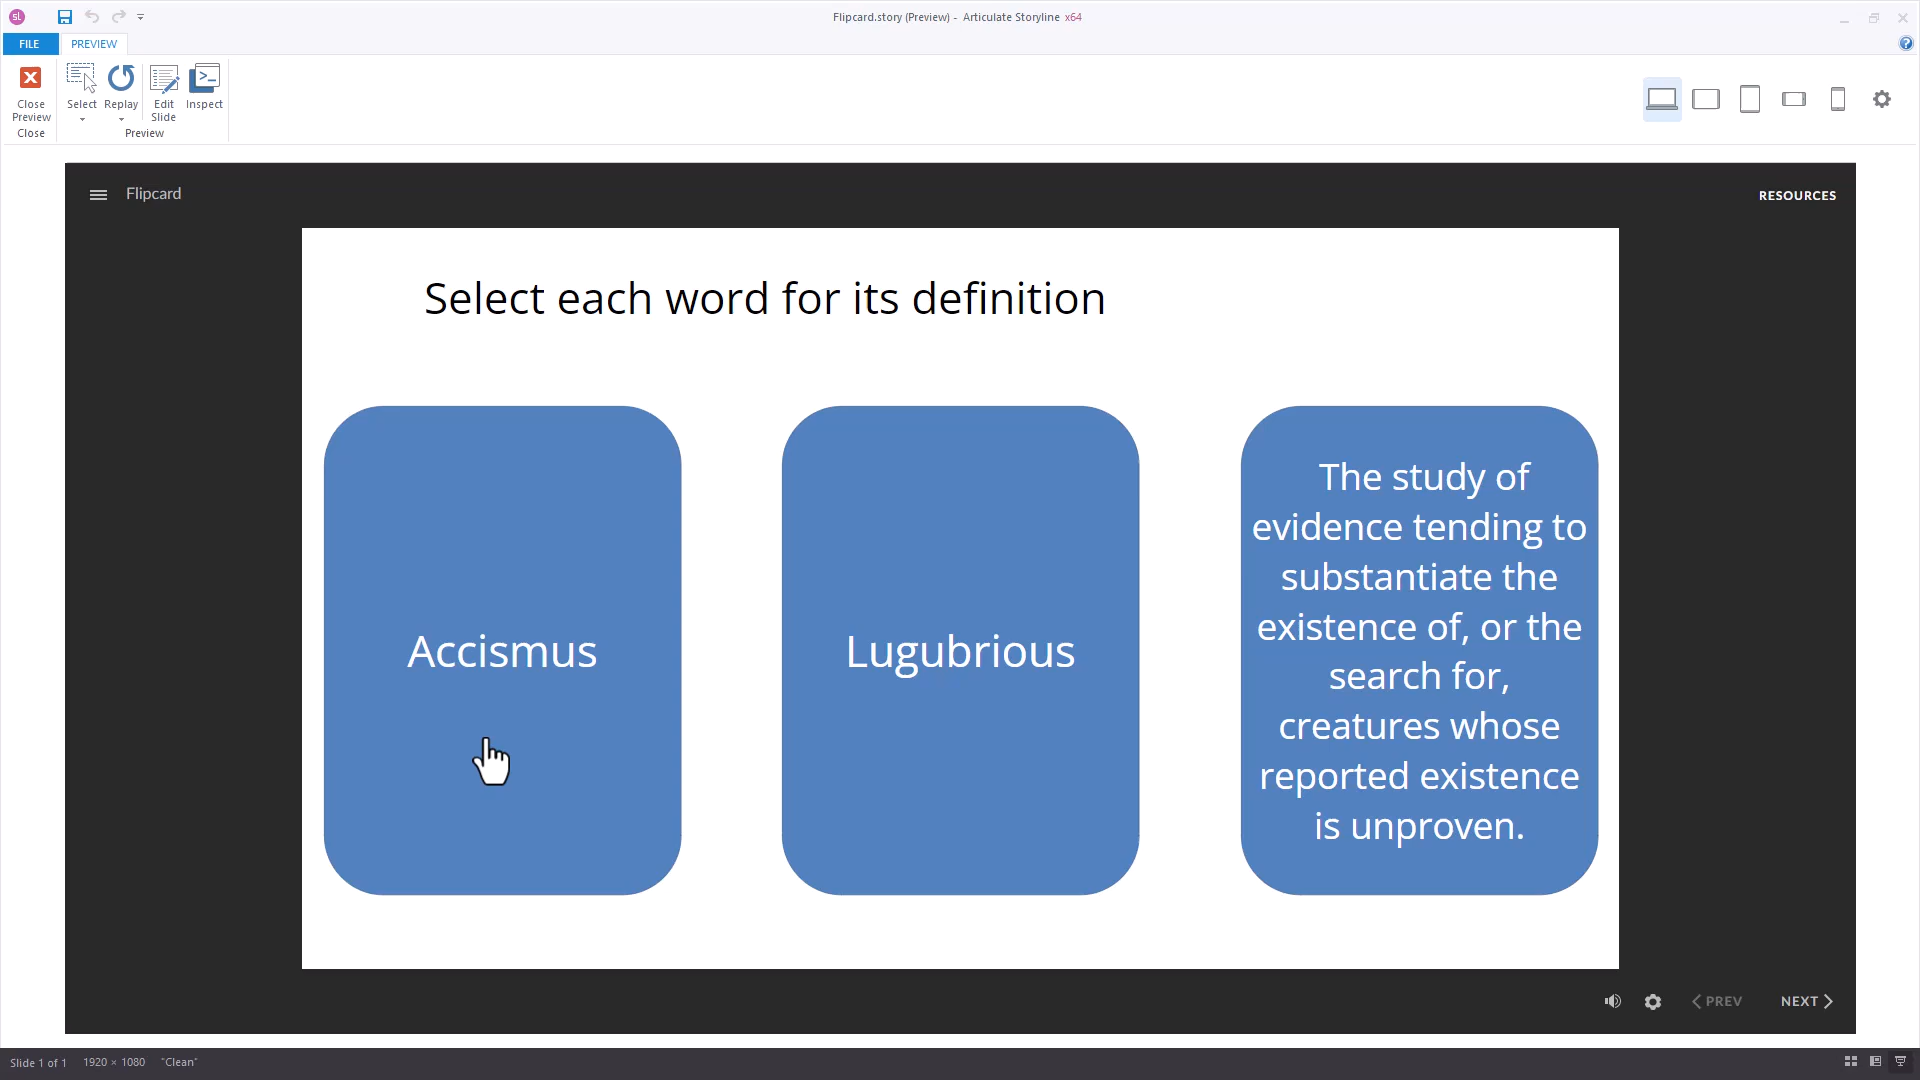 sl
Flipcard.story (Preview) - Articulate Storyline x64
FILE
PREVIEW
?
Close Preview
Select
Replay
Edit Slide
Inspect
Close
Preview
Flipcard
RESOURCES
Select each word for its definition
Accismus
Lugubrious
The study of
evidence tending to
substantiate the
existence of, or the
search for,
creatures whose
reported existence
is unproven.
PREV
NEXT
Slide 1 of 1
1920 × 1080
"Clean"